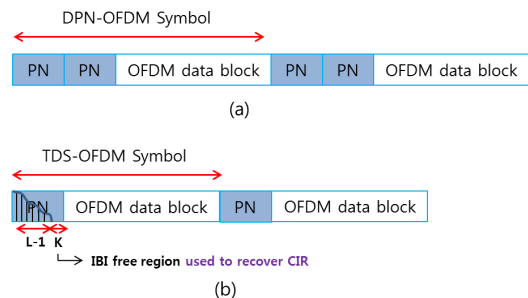 DPN-OFDM Symbol
PN PN OFDM data block PN PN OFDM data block
(a)
TDS-OFDM Symbol
PN OFDM data block PN OFDM data block
L-1 K
IBI free region used to recover CIR
(b)